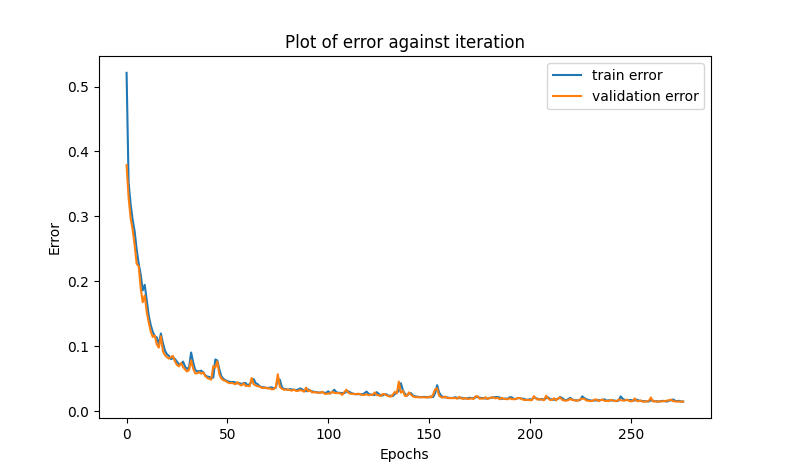 Plot of error against iteration
train error
validation error
0.5
0.4
0.3
0.2
0.1
0.0
Error
0
50
100
150
200
250
Epochs